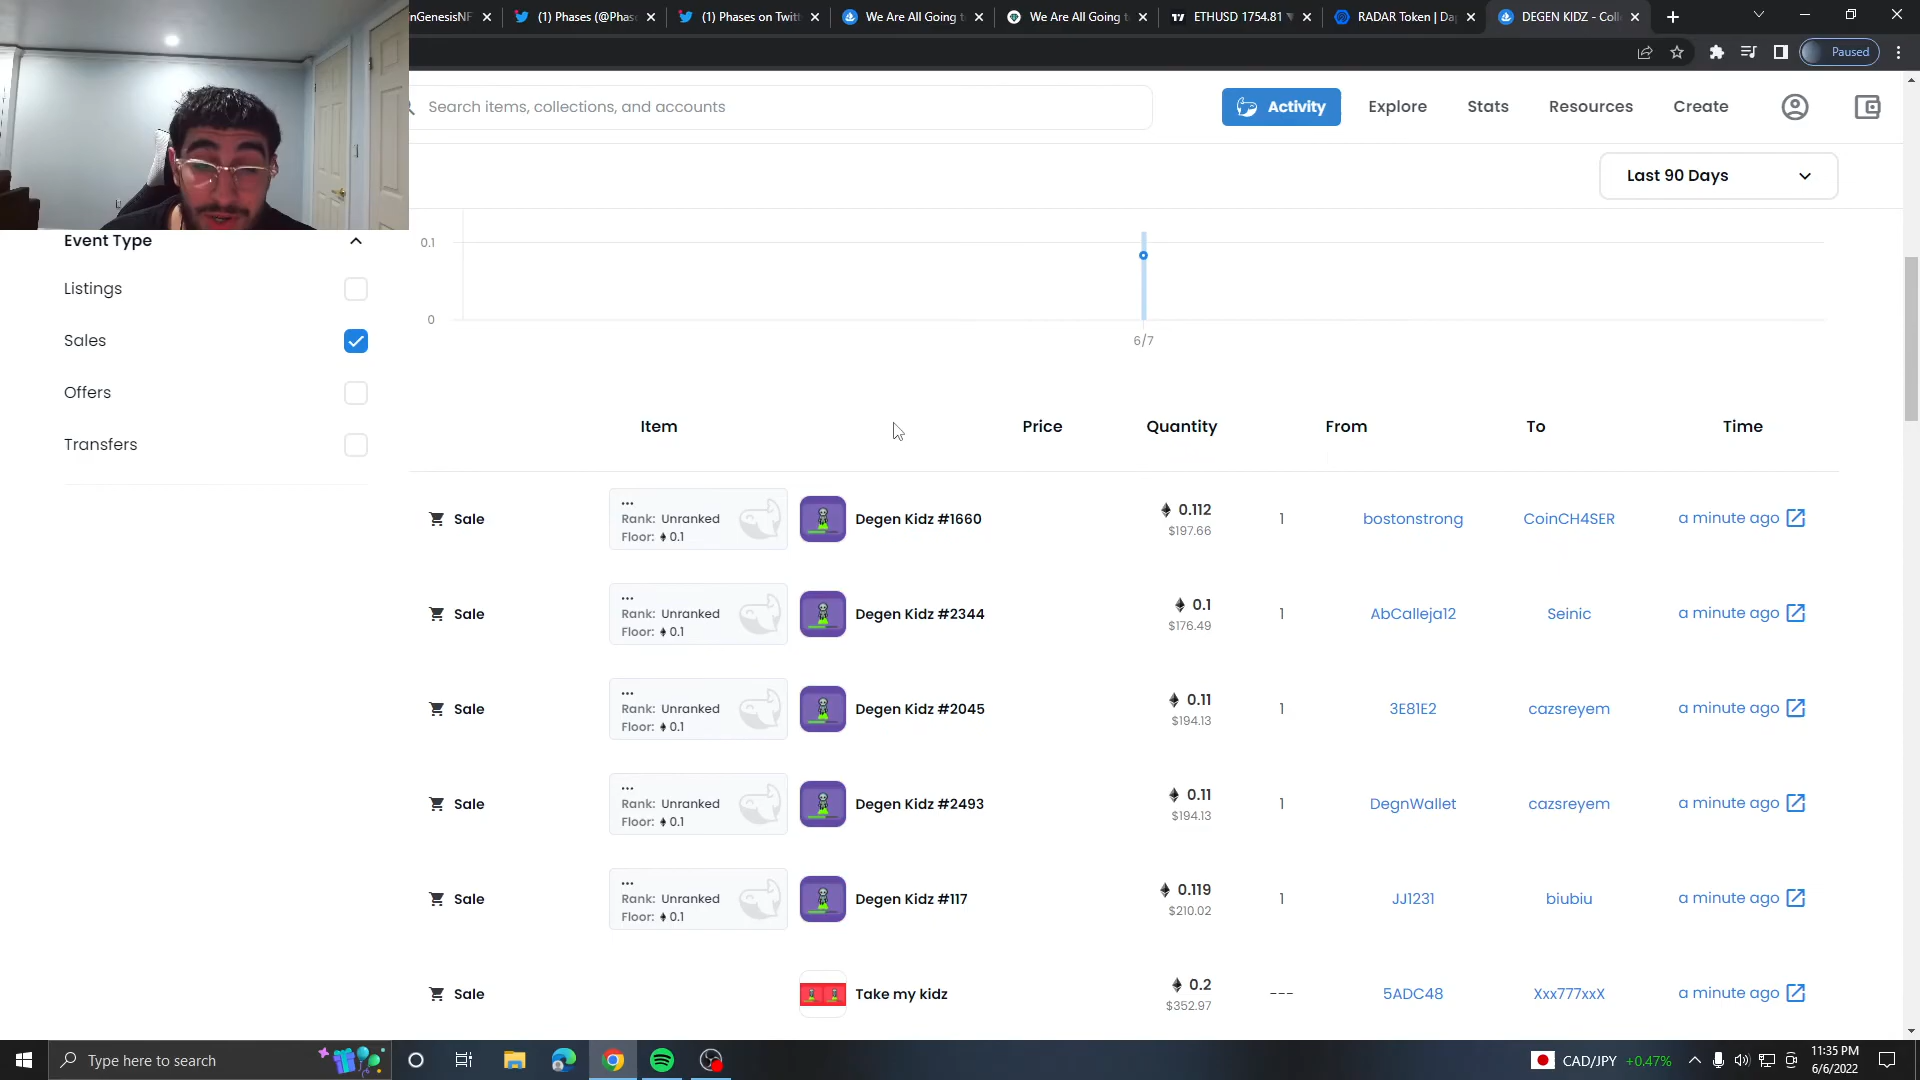 nGenesisNF
(1) Phases (@Phas
(1) Phases on Twit
We Are All Going t
We Are All Going t
ETHUSD 1754.81
RADAR Token | Da
DEGEN KIDZ - Coll
Paused
Search items, collections, and accounts
Activity
Explore
Stats
Resources
Create
Last 90 Days
Event Type
Listings
Sales
Offers
Transfers
0.1
0
6/7
Item Price Quantity From To Time
Sale
...
Rank: Unranked
Floor: 0.1
Degen Kidz #1660
0.112
$197.66
1
bostonstrong
CoinCH4SER
a minute ago
Sale
...
Rank: Unranked
Floor: 0.1
Degen Kidz #2344
0.1
$176.49
1
AbCalleja12
Seinic
a minute ago
Sale
...
Rank: Unranked
Floor: 0.1
Degen Kidz #2045
0.11
$194.13
1
3E81E2
cazsreyem
a minute ago
Sale
...
Rank: Unranked
Floor: 0.1
Degen Kidz #2493
0.11
$194.13
1
DegnWallet
cazsreyem
a minute ago
Sale
...
Rank: Unranked
Floor: 0.1
Degen Kidz #117
0.119
$210.02
1
JJ1231
biubiu
a minute ago
Sale
Take my kidz
0.2
$352.97
---
5ADC48
Xxx777xxX
a minute ago
Type here to search
CAD/JPY +0.47%
11:35 PM
6/6/2022